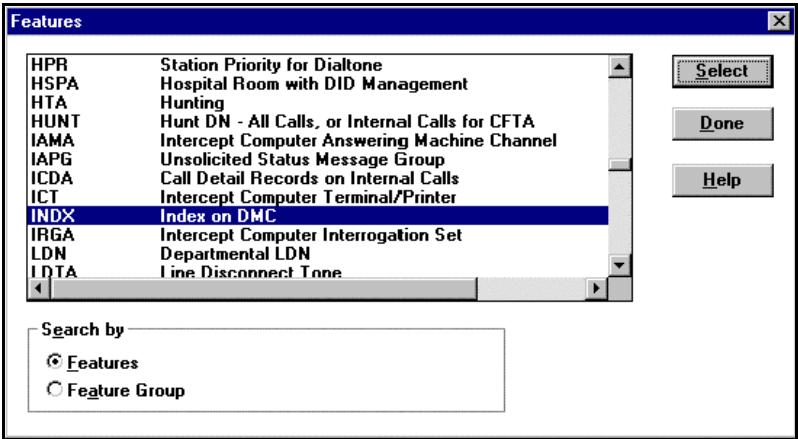 Features
HPR Station Priority for Dialtone
HSPA Hospital Room with DID Management
HTA Hunting
HUNT Hunt DN - All Calls, or Internal Calls for CFTA
IAMA Intercept Computer Answering Machine Channel
IAPG Unsolicited Status Message Group
ICDA Call Detail Records on Internal Calls
ICT Intercept Computer Terminal/Printer
INDX Index on DMC
IRGA Intercept Computer Interrogation Set
LDN Departmental LDN
LDTA Line Disconnect Tone
Select
Done
Help
Search by
Features
Feature Group